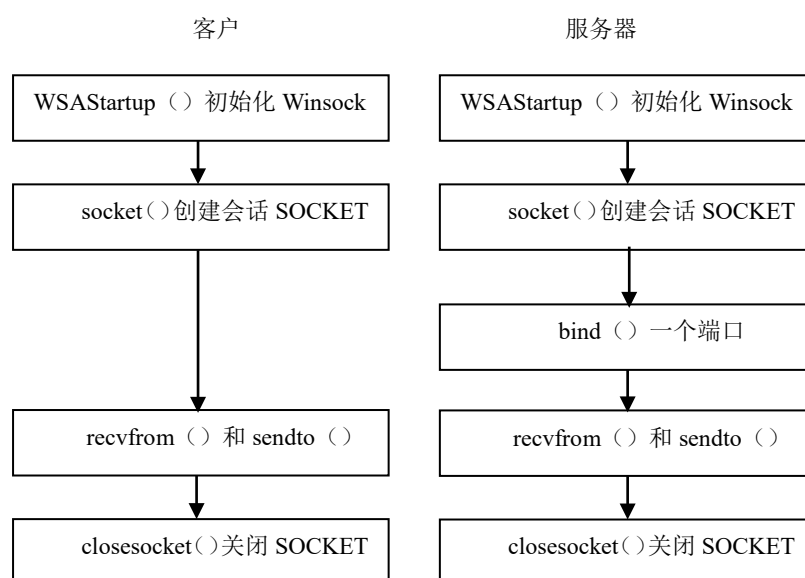 客户
服务器
WSAStartup（）初始化 Winsock
WSAStartup（）初始化 Winsock
socket（）创建会话 SOCKET
socket（）创建会话 SOCKET
bind（）一个端口
recvfrom（）和 sendto（）
recvfrom（）和 sendto（）
closesocket（）关闭 SOCKET
closesocket（）关闭 SOCKET